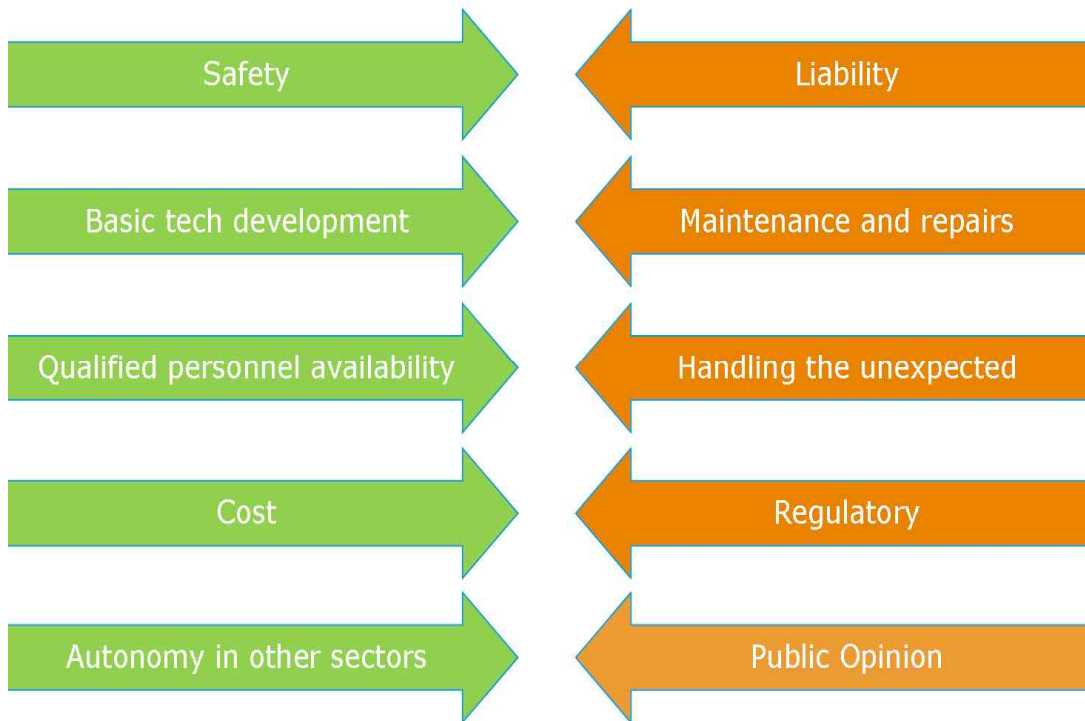 Safety
Liability
Basic tech development
Maintenance and repairs
Qualified personnel availability
Handling the unexpected
Cost
Regulatory
Autonomy in other sectors
Public Opinion